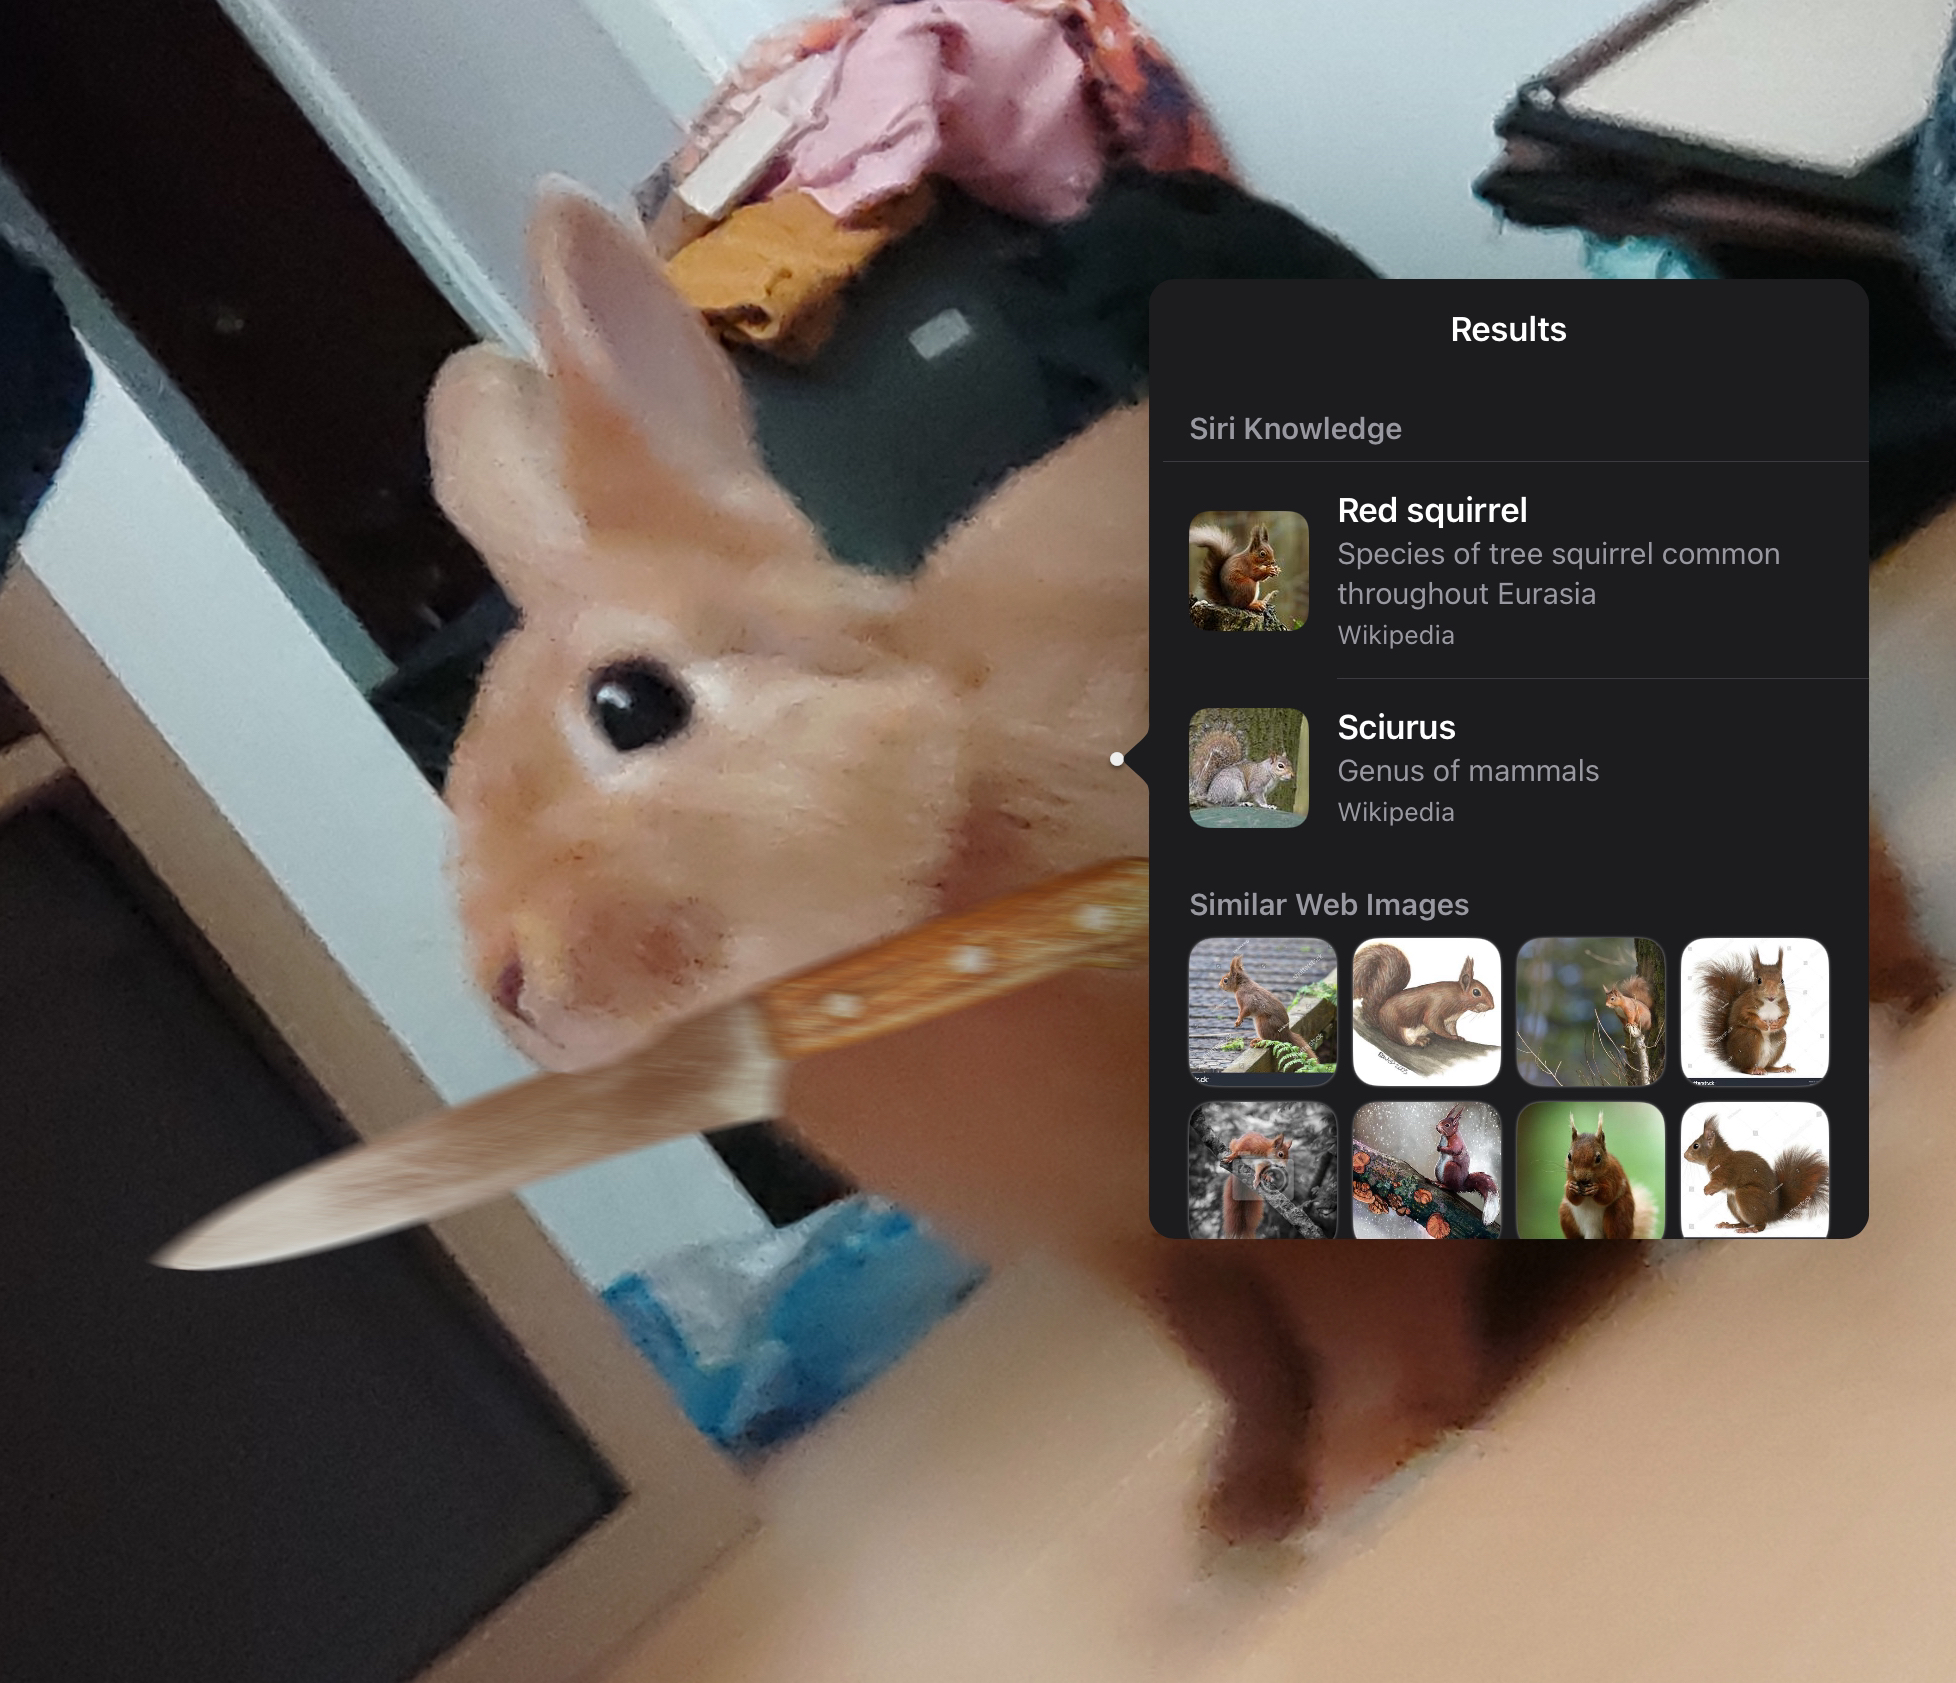 Results
Siri Knowledge
Red squirrel
Species of tree squirrel common
throughout Eurasia
Wikipedia
Sciurus
Genus of mammals
Wikipedia
Similar Web Images